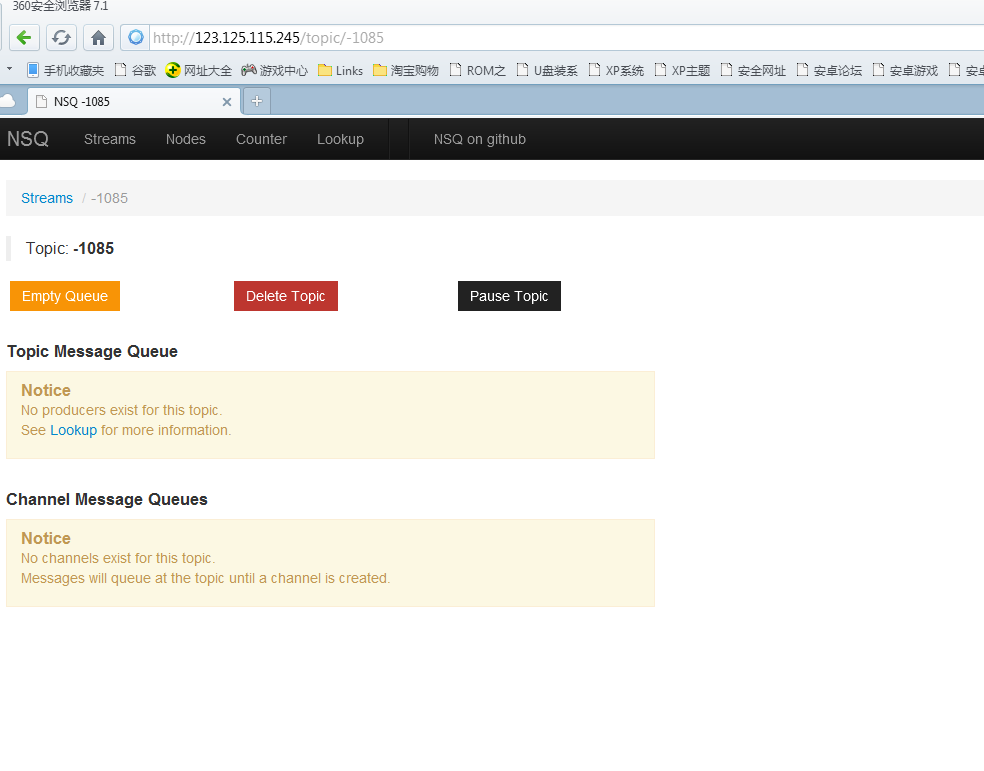 360安全浏览器 7.1
http://123.125.115.245/topic/-1085
手机收藏夹 谷歌 网址大全 游戏中心 Links 淘宝购物 ROM之 U盘装系 XP系统 XP主题 安全网址 安卓论坛 安卓游戏 安卓
NSQ -1085
NSQ Streams Nodes Counter Lookup NSQ on github
Streams / -1085
Topic: -1085
Empty Queue Delete Topic Pause Topic
Topic Message Queue
Notice
No producers exist for this topic.
See Lookup for more information.
Channel Message Queues
Notice
No channels exist for this topic.
Messages will queue at the topic until a channel is created.